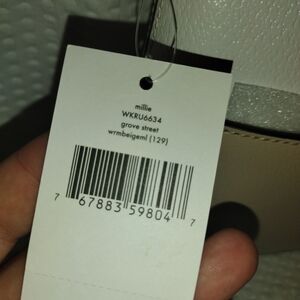 millie
WKRU6634
grove street
wrmbeigeml (129)
7 67883 59804 7